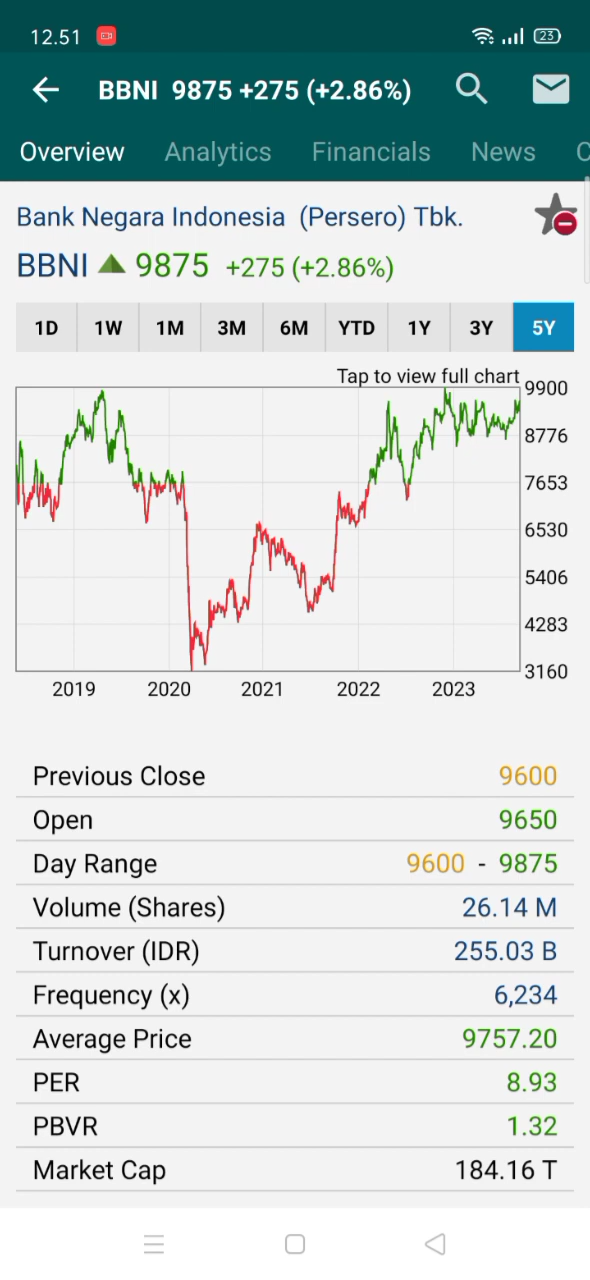 12.51 23
BBNI 9875 +275 (+2.86%)
Overview Analytics Financials News C
Bank Negara Indonesia (Persero) Tbk.
BBNI 9875 +275 (+2.86%)
1D 1W 1M 3M 6M YTD 1Y 3Y 5Y
Tap to view full chart
9900
8776
7653
6530
5406
4283
3160
2019 2020 2021 2022 2023
Previous Close 9600
Open 9650
Day Range 9600 - 9875
Volume (Shares) 26.14 M
Turnover (IDR) 255.03 B
Frequency (x) 6,234
Average Price 9757.20
PER 8.93
PBVR 1.32
Market Cap 184.16 T